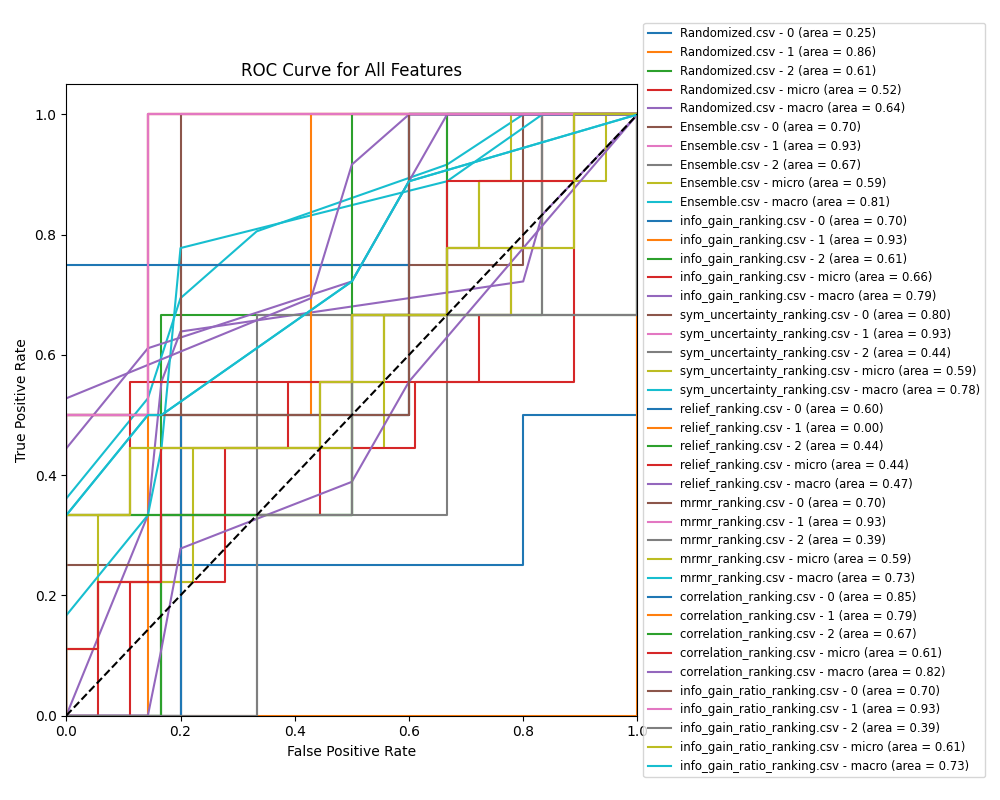 ROC Curve for All Features
True Positive Rate
1.0
0.8
0.6
0.4
0.2
0.0
0.0 0.2 0.4 0.6 0.8 1.0
False Positive Rate
Randomized.csv - 0 (area = 0.25)
Randomized.csv - 1 (area = 0.86)
Randomized.csv - 2 (area = 0.61)
Randomized.csv - micro (area = 0.52)
Randomized.csv - macro (area = 0.64)
Ensemble.csv - 0 (area = 0.70)
Ensemble.csv - 1 (area = 0.93)
Ensemble.csv - 2 (area = 0.67)
Ensemble.csv - micro (area = 0.59)
Ensemble.csv - macro (area = 0.81)
info_gain_ranking.csv - 0 (area = 0.70)
info_gain_ranking.csv - 1 (area = 0.93)
info_gain_ranking.csv - 2 (area = 0.61)
info_gain_ranking.csv - micro (area = 0.66)
info_gain_ranking.csv - macro (area = 0.79)
sym_uncertainty_ranking.csv - 0 (area = 0.80)
sym_uncertainty_ranking.csv - 1 (area = 0.93)
sym_uncertainty_ranking.csv - 2 (area = 0.44)
sym_uncertainty_ranking.csv - micro (area = 0.59)
sym_uncertainty_ranking.csv - macro (area = 0.78)
relief_ranking.csv - 0 (area = 0.60)
relief_ranking.csv - 1 (area = 0.00)
relief_ranking.csv - 2 (area = 0.44)
relief_ranking.csv - micro (area = 0.44)
relief_ranking.csv - macro (area = 0.47)
mrmr_ranking.csv - 0 (area = 0.70)
mrmr_ranking.csv - 1 (area = 0.93)
mrmr_ranking.csv - 2 (area = 0.39)
mrmr_ranking.csv - micro (area = 0.59)
mrmr_ranking.csv - macro (area = 0.73)
correlation_ranking.csv - 0 (area = 0.85)
correlation_ranking.csv - 1 (area = 0.79)
correlation_ranking.csv - 2 (area = 0.67)
correlation_ranking.csv - micro (area = 0.61)
correlation_ranking.csv - macro (area = 0.82)
info_gain_ratio_ranking.csv - 0 (area = 0.70)
info_gain_ratio_ranking.csv - 1 (area = 0.93)
info_gain_ratio_ranking.csv - 2 (area = 0.39)
info_gain_ratio_ranking.csv - micro (area = 0.61)
info_gain_ratio_ranking.csv - macro (area = 0.73)